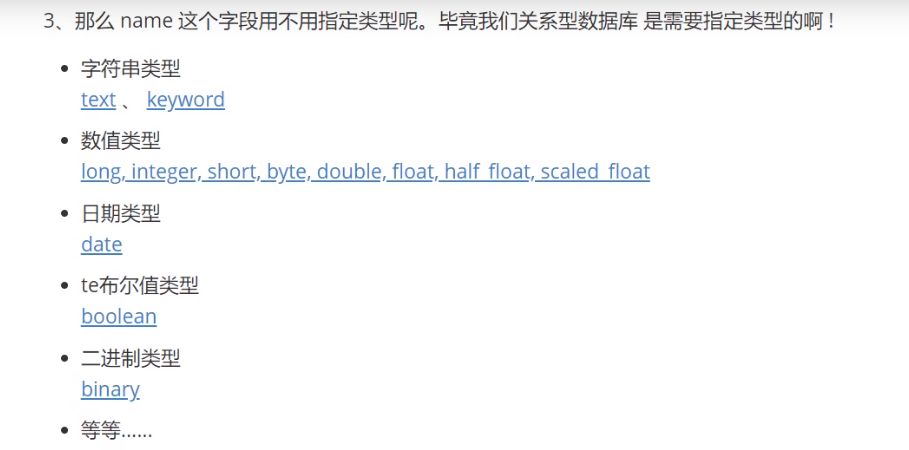 3、那么 name 这个字段用不用指定类型呢。毕竟我们关系型数据库 是需要指定类型的啊 !
字符串类型
text 、 keyword
数值类型
long, integer, short, byte, double, float, half_float, scaled_float
日期类型
date
te布尔值类型
boolean
二进制类型
binary
等等......